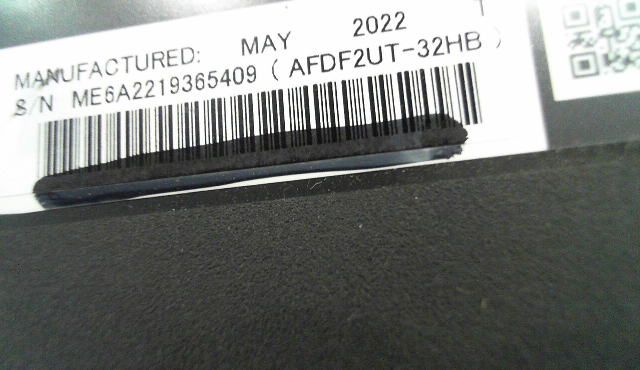 MANUFACTURED: MAY 2022
S/N ME6A2219365409 ( AFDF2UT-32HB )